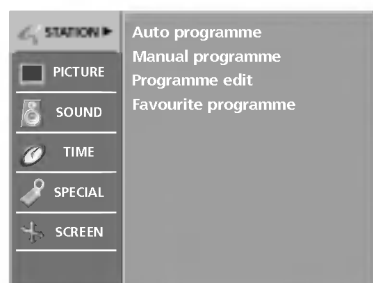 STATION
Auto programme
Manual programme
Programme edit
Favourite programme
PICTURE
SOUND
TIME
SPECIAL
SCREEN